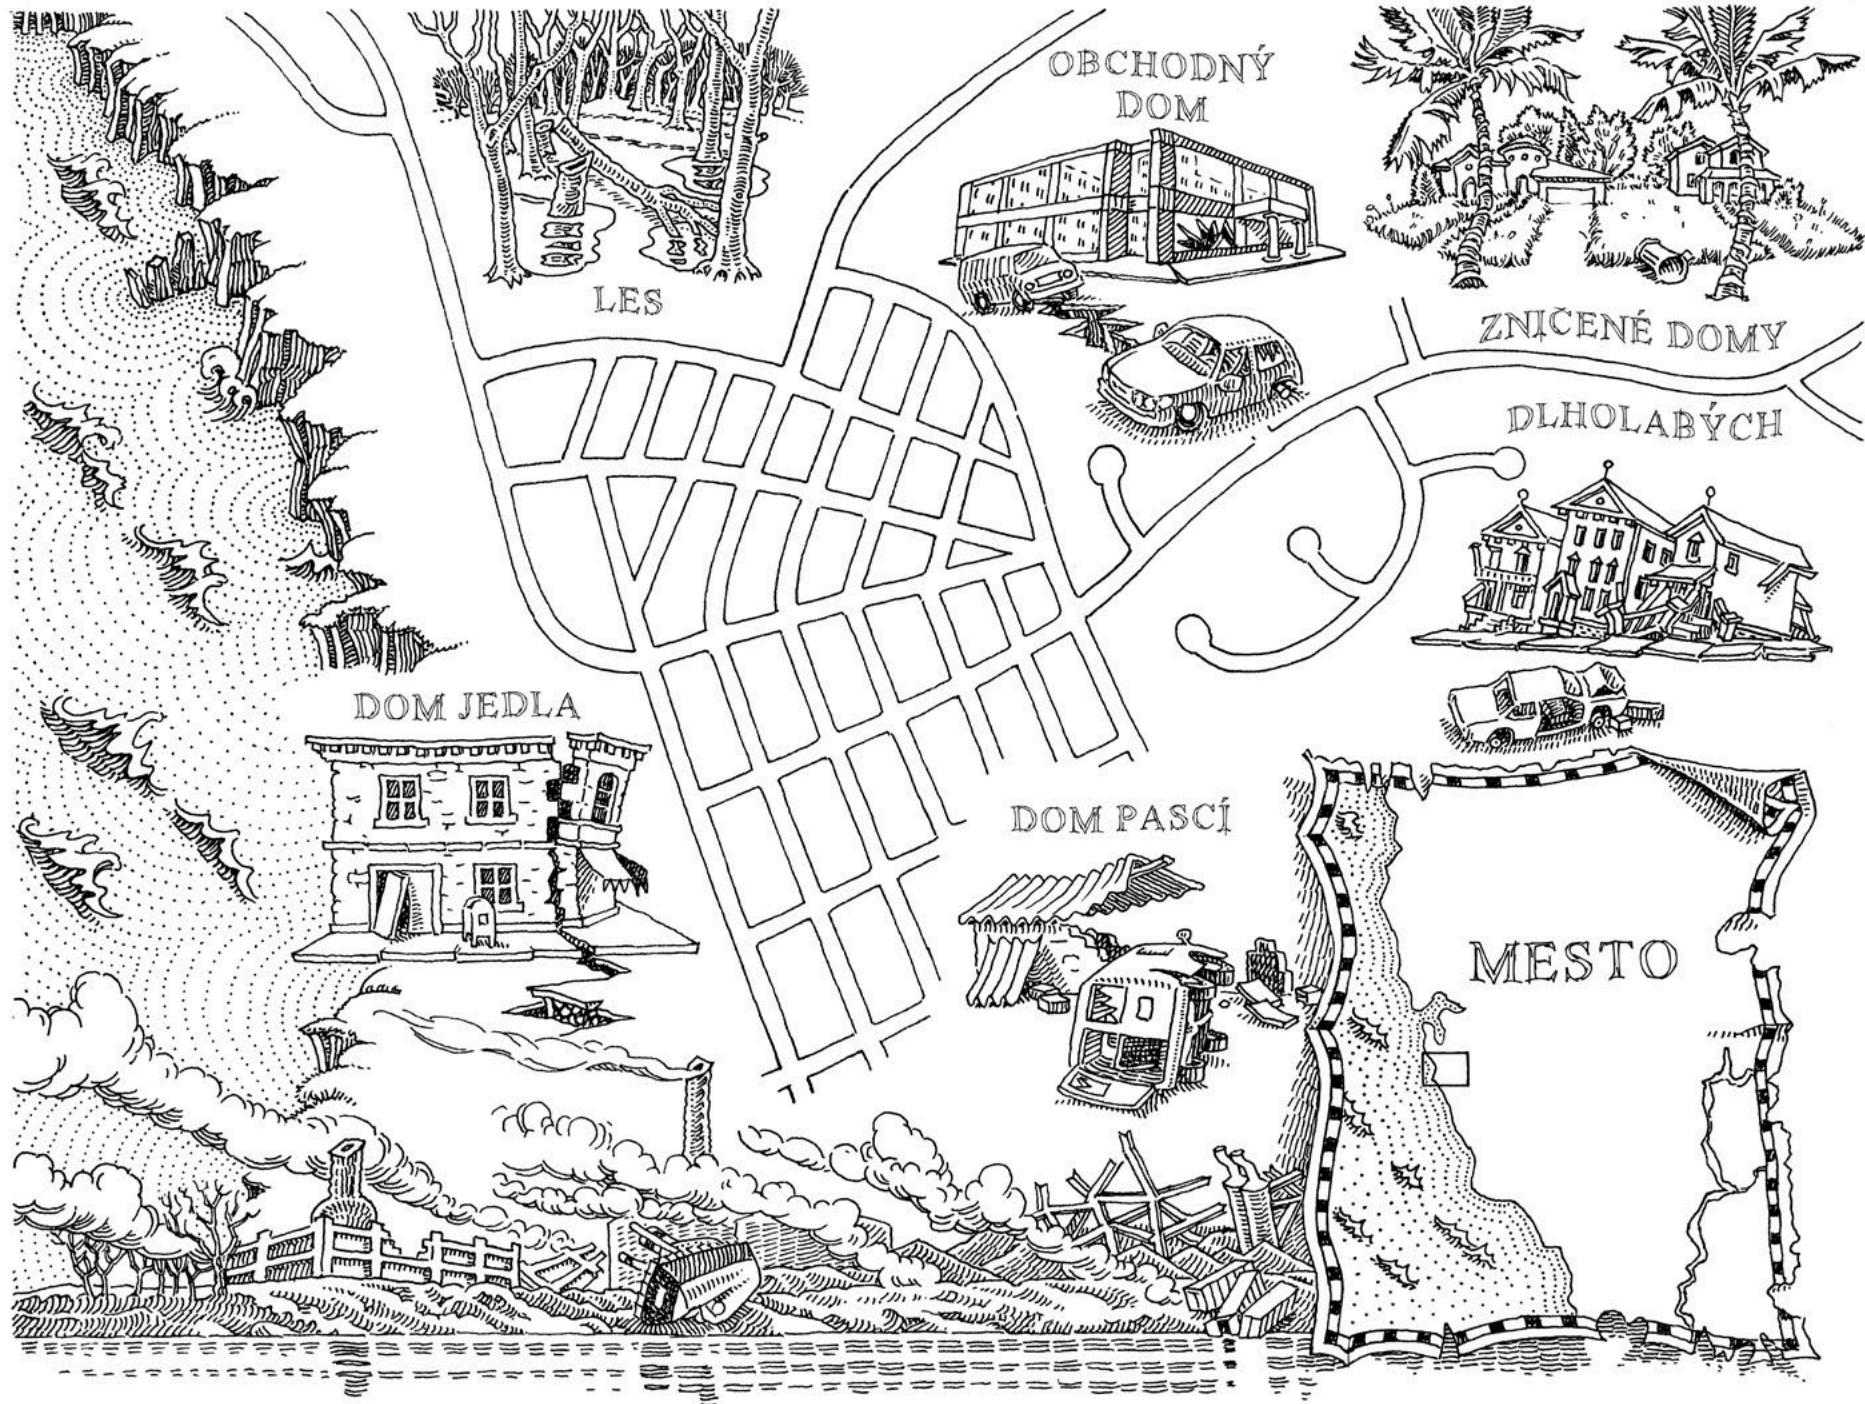 OBCHODNÝ
DOM
LES
ZNIČENÉ DOMY
DLHOLABÝCH
DOM JEDLA
DOM PASCÍ
MESTO